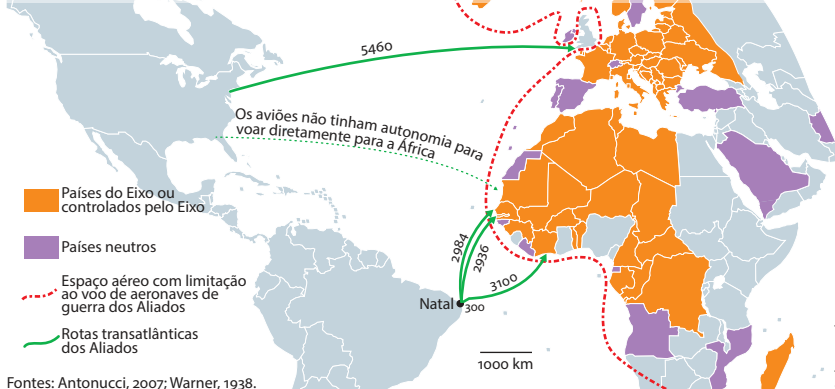 5460
Os aviões não tinham autonomia para
voar diretamente para a África
Países do Eixo ou
controlados pelo Eixo
Países neutros
Espaço aéreo com limitação
ao voo de aeronaves de
guerra dos Aliados
Rotas transatlânticas
dos Aliados
2984
2936
3100
Natal
300
1000 km
Fontes: Antonucci, 2007; Warner, 1938.